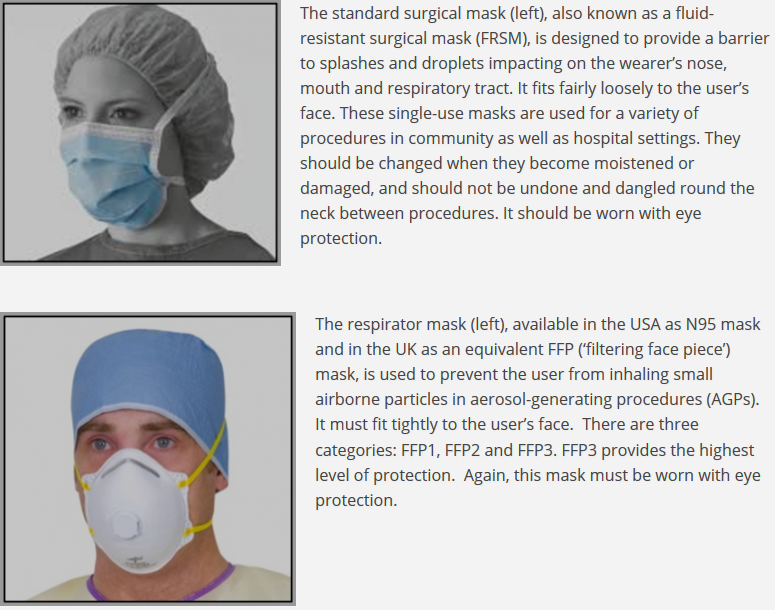 The standard surgical mask (left), also known as a fluid-
resistant surgical mask (FRSM), is designed to provide a barrier
to splashes and droplets impacting on the wearer’s nose,
mouth and respiratory tract. It fits fairly loosely to the user’s
face. These single-use masks are used for a variety of
procedures in community as well as hospital settings. They
should be changed when they become moistened or
damaged, and should not be undone and dangled round the
neck between procedures. It should be worn with eye
protection.
The respirator mask (left), available in the USA as N95 mask
and in the UK as an equivalent FFP (‘filtering face piece’)
mask, is used to prevent the user from inhaling small
airborne particles in aerosol-generating procedures (AGPs).
It must fit tightly to the user’s face.  There are three
categories: FFP1, FFP2 and FFP3. FFP3 provides the highest
level of protection.  Again, this mask must be worn with eye
protection.